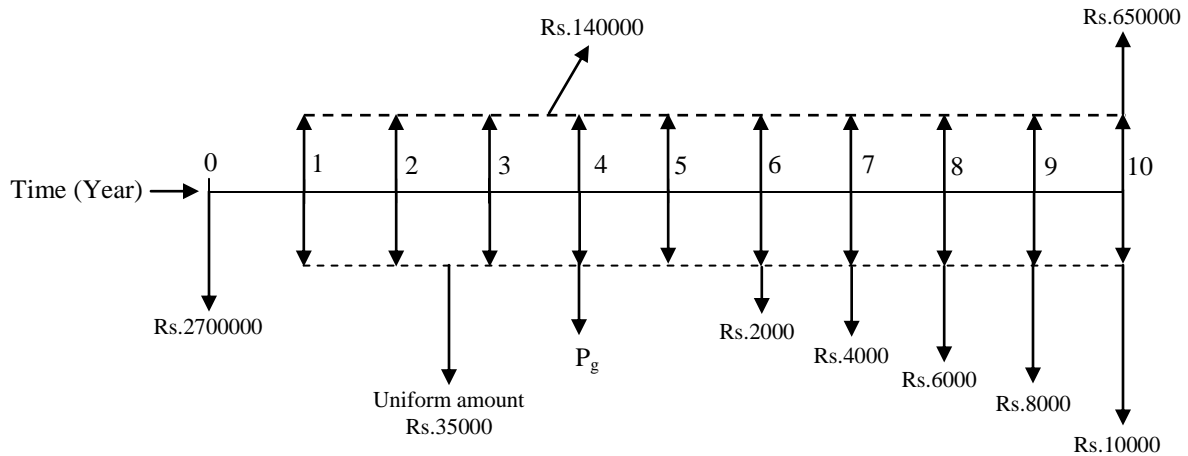 Rs.140000
Rs.650000
0 1 2 3 4 5 6 7 8 9 10
Time (Year)
Rs.2700000
Uniform amount
Rs.35000
Pg
Rs.2000
Rs.4000
Rs.6000
Rs.8000
Rs.10000